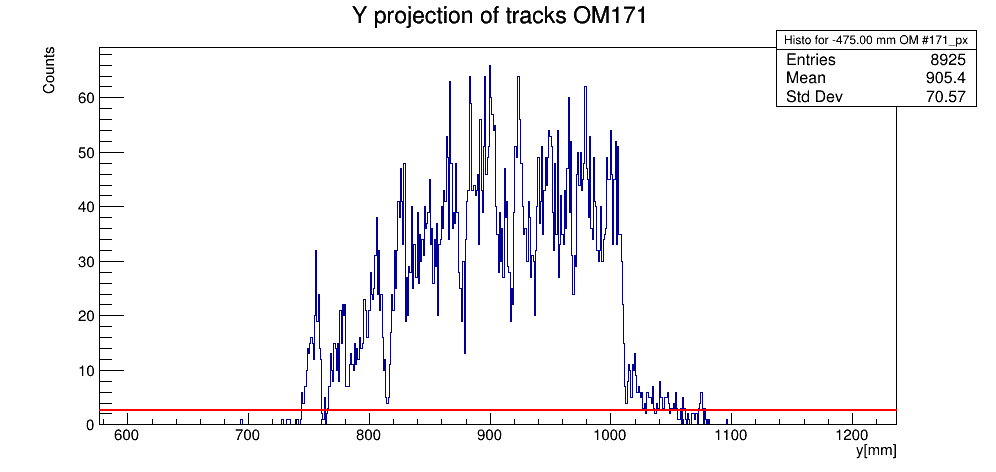 Y projection of tracks OM171
Histo for -475.00 mm OM #171_px
Entries 8925
Mean 905.4
Std Dev 70.57
Counts
60
50
40
30
20
10
0
600 700 800 900 1000 1100 1200
y[mm]